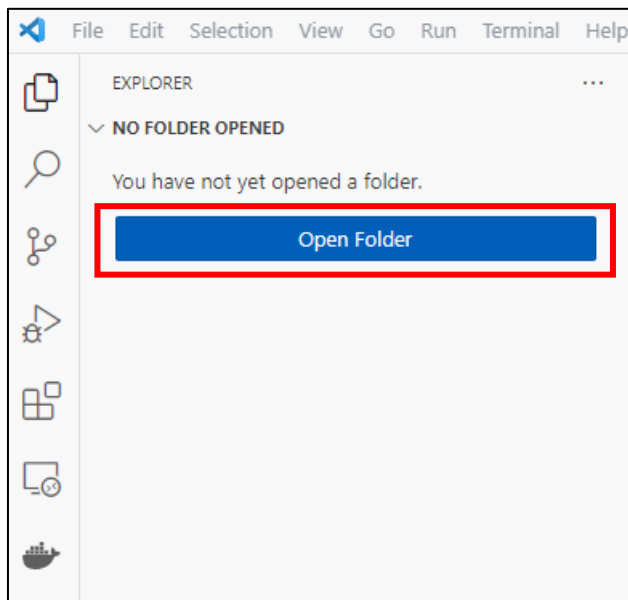 File Edit Selection View Go Run Terminal Help
EXPLORER ...
NO FOLDER OPENED
You have not yet opened a folder.
Open Folder